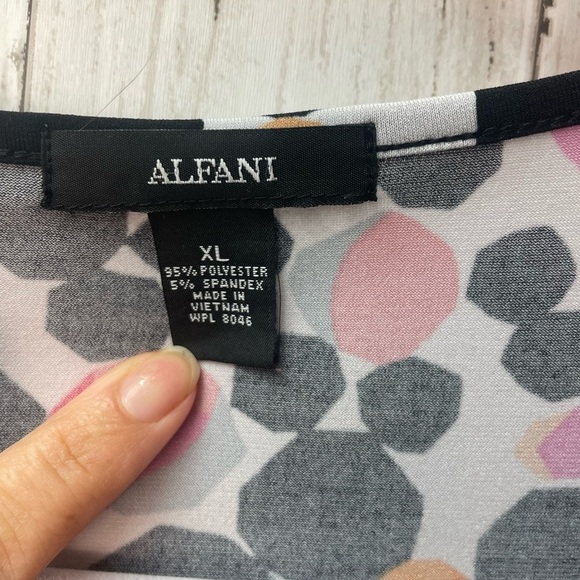 ALFANI
XL
95% POLYESTER
5% SPANDEX
MADE IN
VIETNAM
WPL 8046